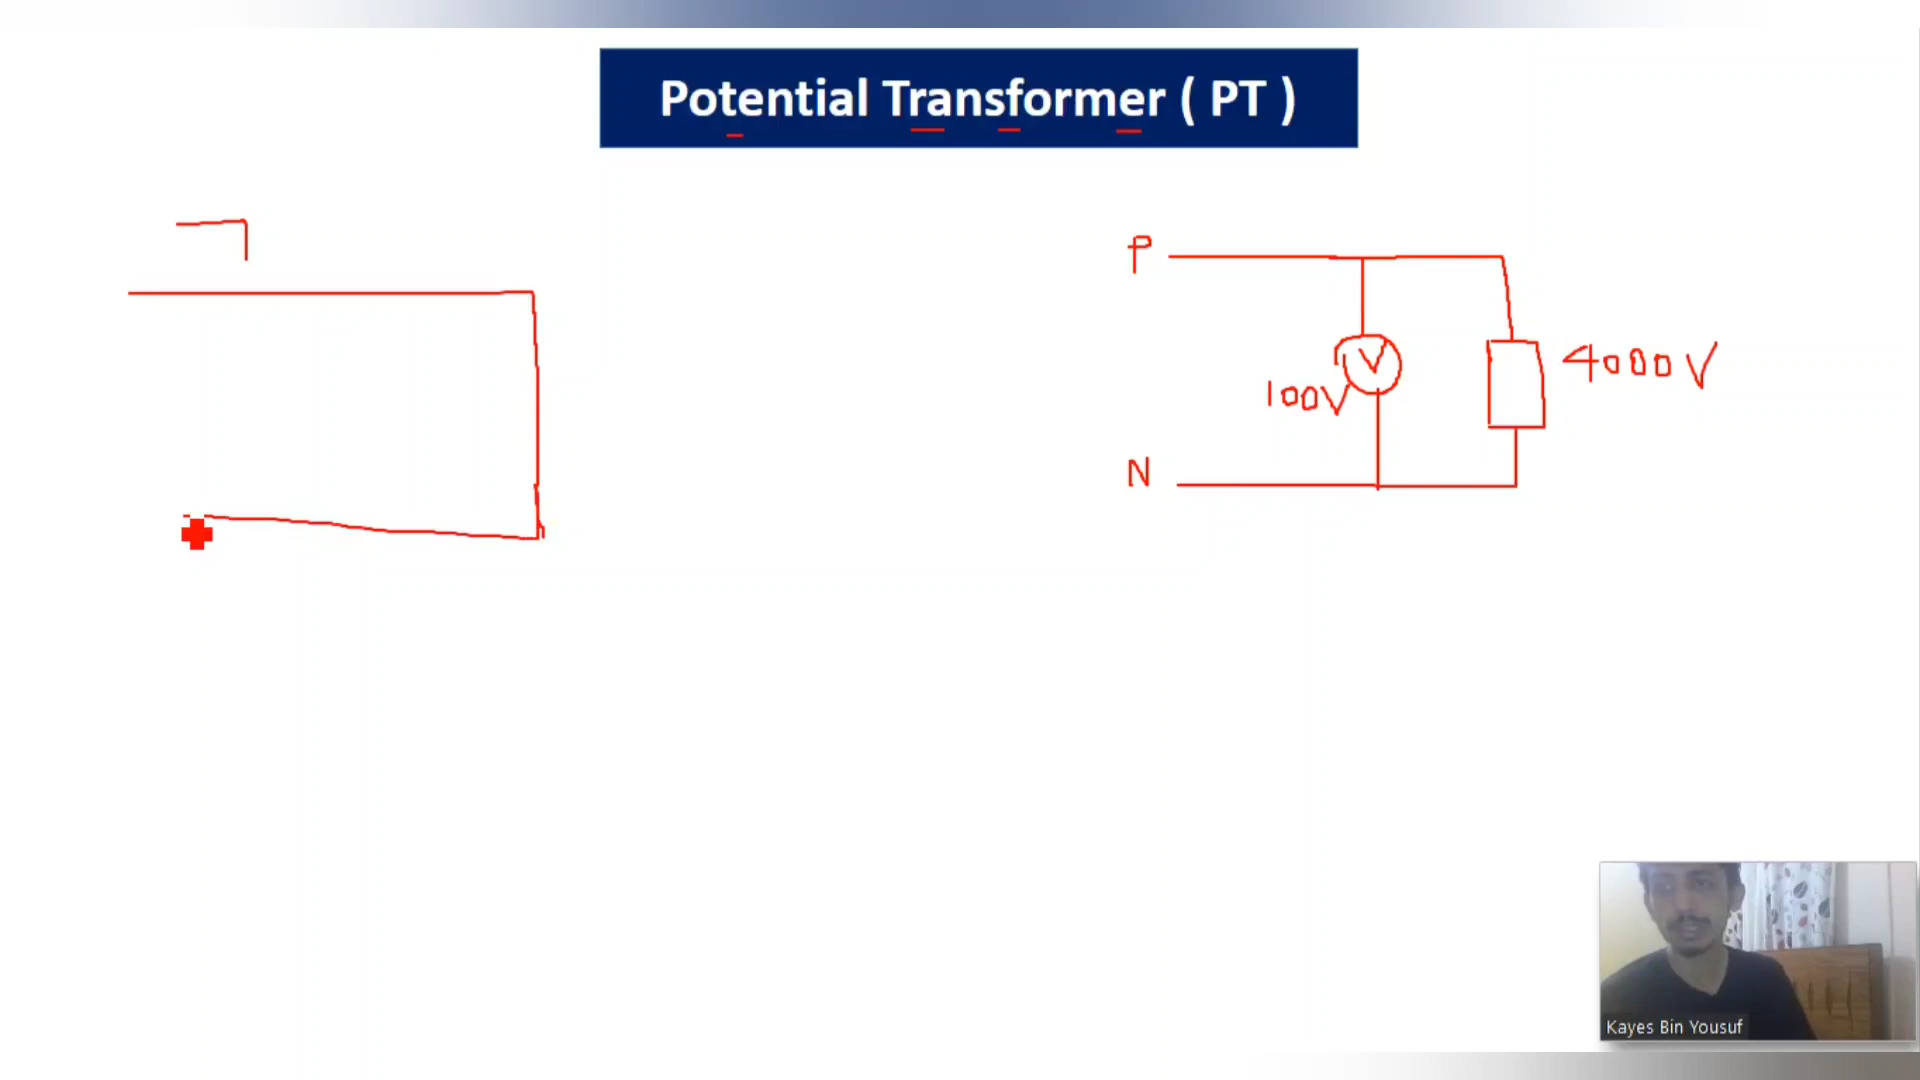 Potential Transformer ( PT )
P
V
100V
4000V
N
Kayes Bin Yousuf